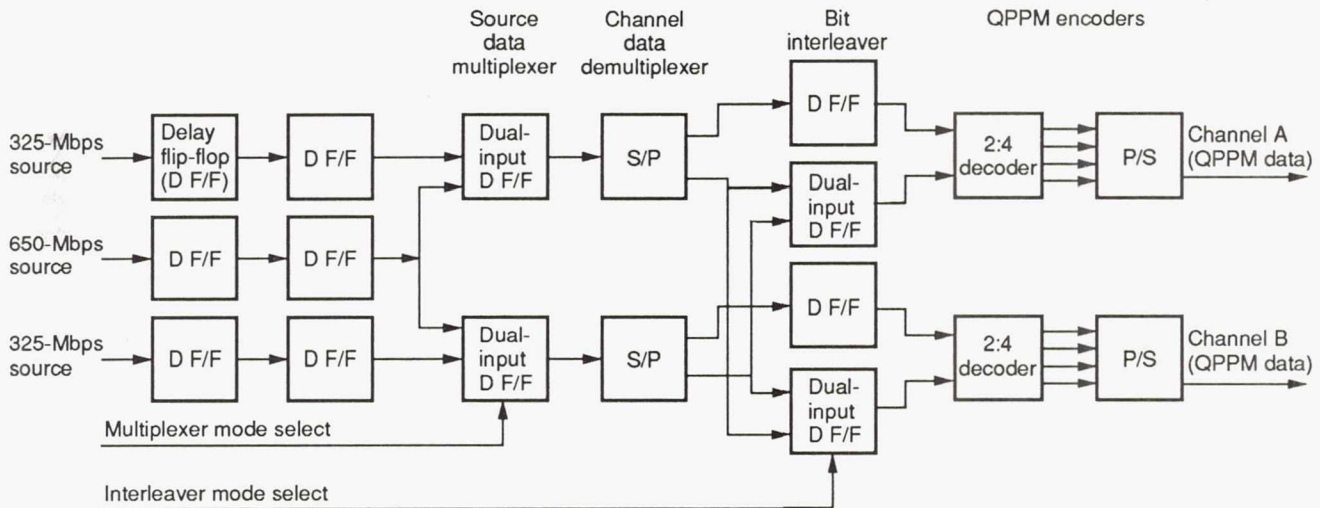 Source
data
multiplexer
Channel
data
demultiplexer
Bit
interleaver
QPPM encoders
325-Mbps
source
Delay
flip-flop
(D F/F)
D F/F
Dual-
input
D F/F
S/P
D F/F
Dual-
input
D F/F
2:4
decoder
P/S
Channel A
(QPPM data)
650-Mbps
source
D F/F
D F/F
325-Mbps
source
D F/F
D F/F
Dual-
input
D F/F
S/P
D F/F
Dual-
input
D F/F
2:4
decoder
P/S
Channel B
(QPPM data)
Multiplexer mode select
Interleaver mode select